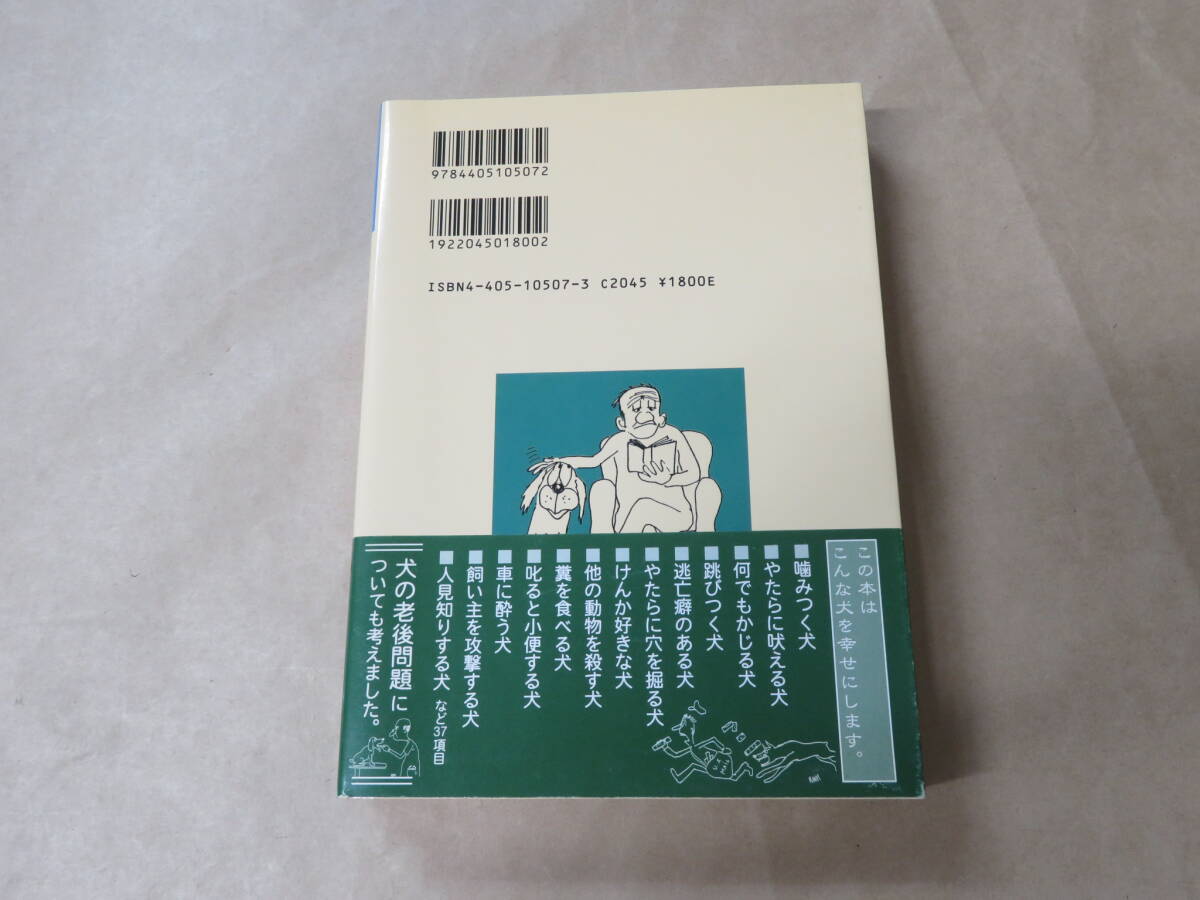 9784405105072
1922045018002
ISBN4-405-10507-3 C2045 ¥1800E
この本は
こんな犬を幸せにします。
■噛みつく犬
■やたらに吠える犬
■何でもかじる犬
■跳びつく犬
■逃亡癖のある犬
■やたらに穴を掘る犬
■けんか好きな犬
■他の動物を殺す犬
■糞を食べる犬
■叱ると小便する犬
■車に酔う犬
■飼い主を攻撃する犬
■人見知りする犬 など37項目
犬の老後問題に
ついても考えました。